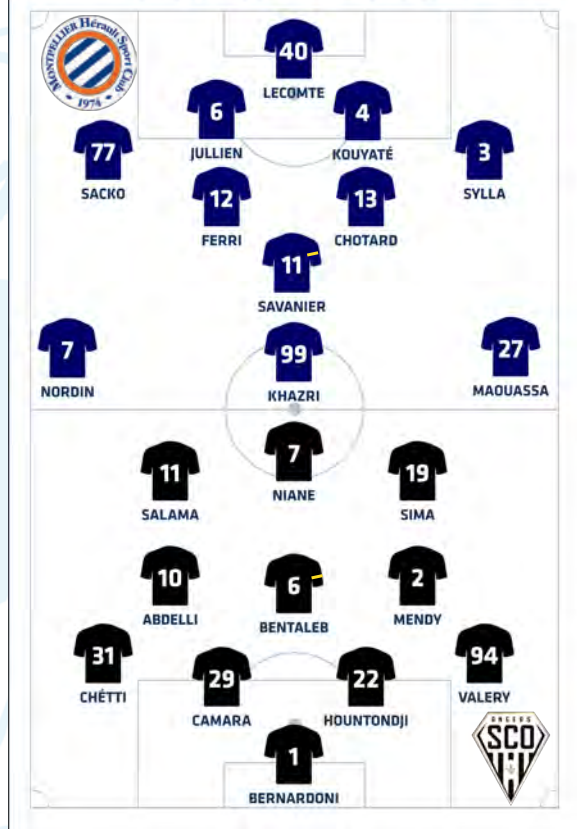 MONTPELLIER Hérault Sport Club
1974
40
LECOMTE
6
JULLIEN
4
KOUYATÉ
77
SACKO
3
SYLLA
12
FERRI
13
CHOTARD
11
SAVANIER
7
NORDIN
99
KHAZRI
27
MAOUASSA
7
NIANE
11
SALAMA
19
SIMA
10
ABDELLI
6
BENTALEB
2
MENDY
31
CHÉTTI
29
CAMARA
22
HOUNTONDJI
94
VALERY
ANGERS
SCO
1
BERNARDONI